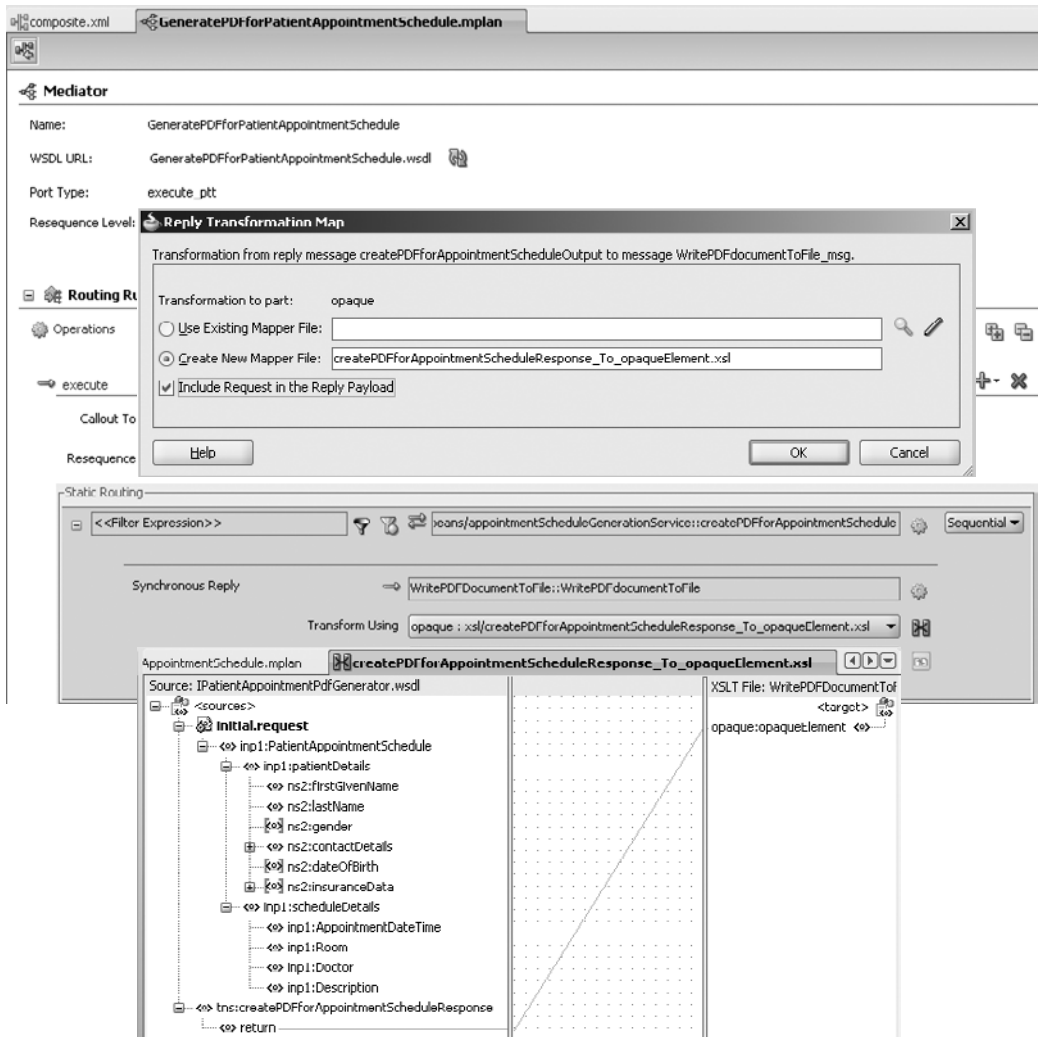 composite.xml GeneratePDFforPatientAppointmentSchedule.mplan
Mediator
Name: GeneratePDFforPatientAppointmentSchedule
WSDL URL: GeneratePDFforPatientAppointmentSchedule.wsdl
Port Type: execute_ptt
Resequence Level:
Reply Transformation Map
Transformation from reply message createPDFforAppointmentScheduleOutput to message WritePDFdocumentToFile_msg.
Transformation to part: opaque
Use Existing Mapper File:
Create New Mapper File: createPDFforAppointmentScheduleResponse_To_opaqueElement.xsl
Include Request in the Reply Payload
Help OK Cancel
Routing Ru
Operations
execute
Callout To
Resequence
Static Routing
<<Filter Expression>> eans/appointmentScheduleGenerationService::createPDFforAppointmentSchedule Sequential
Synchronous Reply WritePDFDocumentToFile::WritePDFdocumentToFile
Transform Using opaque : xsl/createPDFforAppointmentScheduleResponse_To_opaqueElement.xsl
AppointmentSchedule.mplan createPDFforAppointmentScheduleResponse_To_opaqueElement.xsl
Source: IPatientAppointmentPdfGenerator.wsdl XSLT File: WritePDFDocumentTof
<sources> <target>
initial.request opaque:opaqueElement
inp1:PatientAppointmentSchedule
inp1:patientDetails
ns2:firstGivenName
ns2:lastName
ns2:gender
ns2:contactDetails
ns2:dateOfBirth
ns2:insuranceData
inp1:scheduleDetails
inp1:AppointmentDateTime
inp1:Room
inp1:Doctor
inp1:Description
tns:createPDFforAppointmentScheduleResponse
return